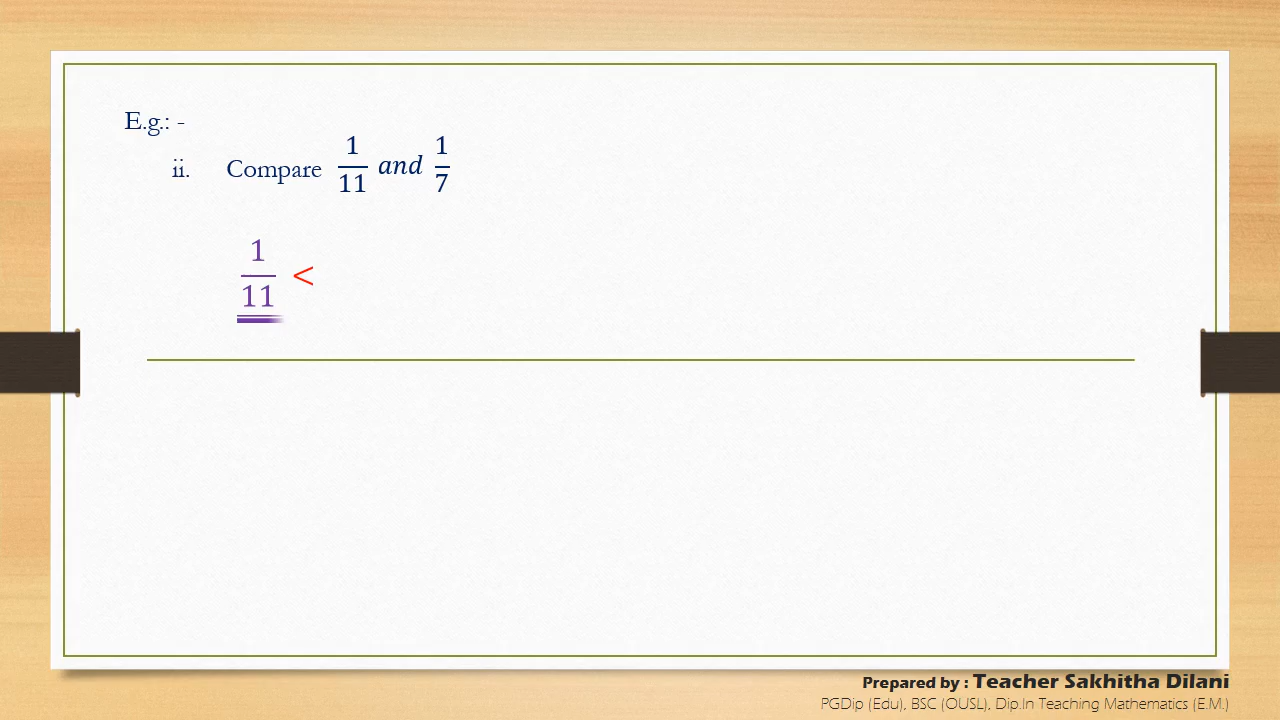 E.g.: -
ii. Compare 1/11 and 1/7
1/11 <
Prepared by : Teacher Sakhitha Dilani
PGDip (Edu), BSC (OUSL), Dip.In Teaching Mathematics (E.M.)